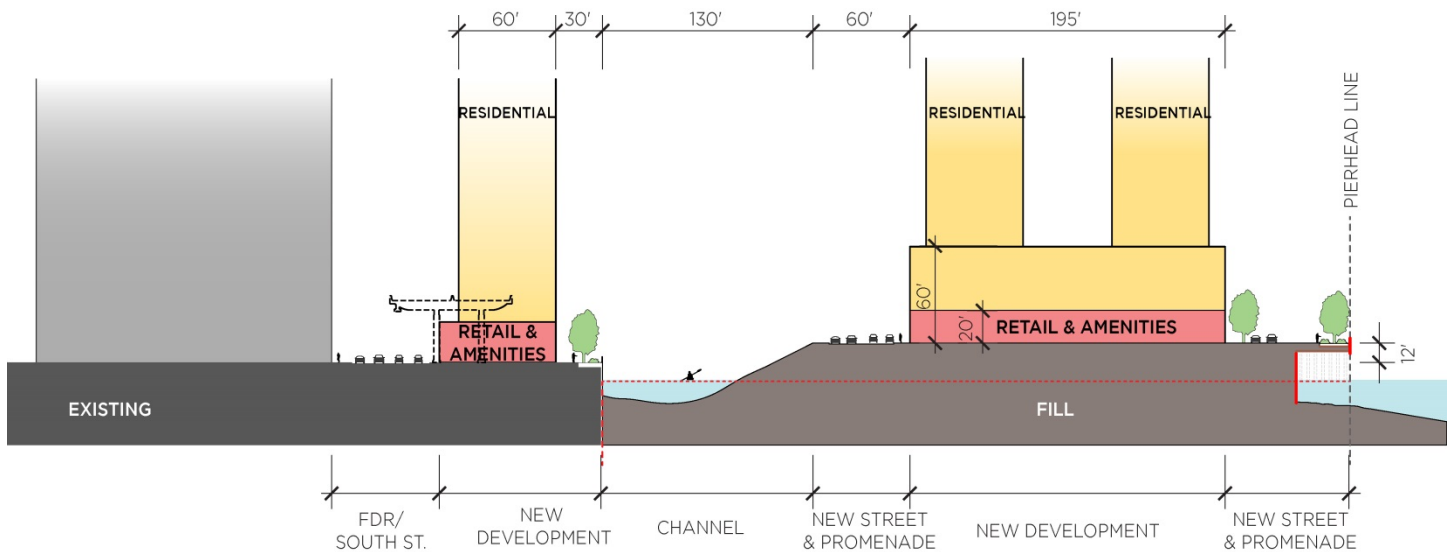 60' 30' 130' 60' 195'
RESIDENTIAL RESIDENTIAL RESIDENTIAL
PIERHEAD LINE
60'
20'
RETAIL &
AMENITIES
RETAIL & AMENITIES
12'
EXISTING
FILL
FDR/
SOUTH ST.
NEW
DEVELOPMENT
CHANNEL
NEW STREET
& PROMENADE
NEW DEVELOPMENT
NEW STREET
& PROMENADE